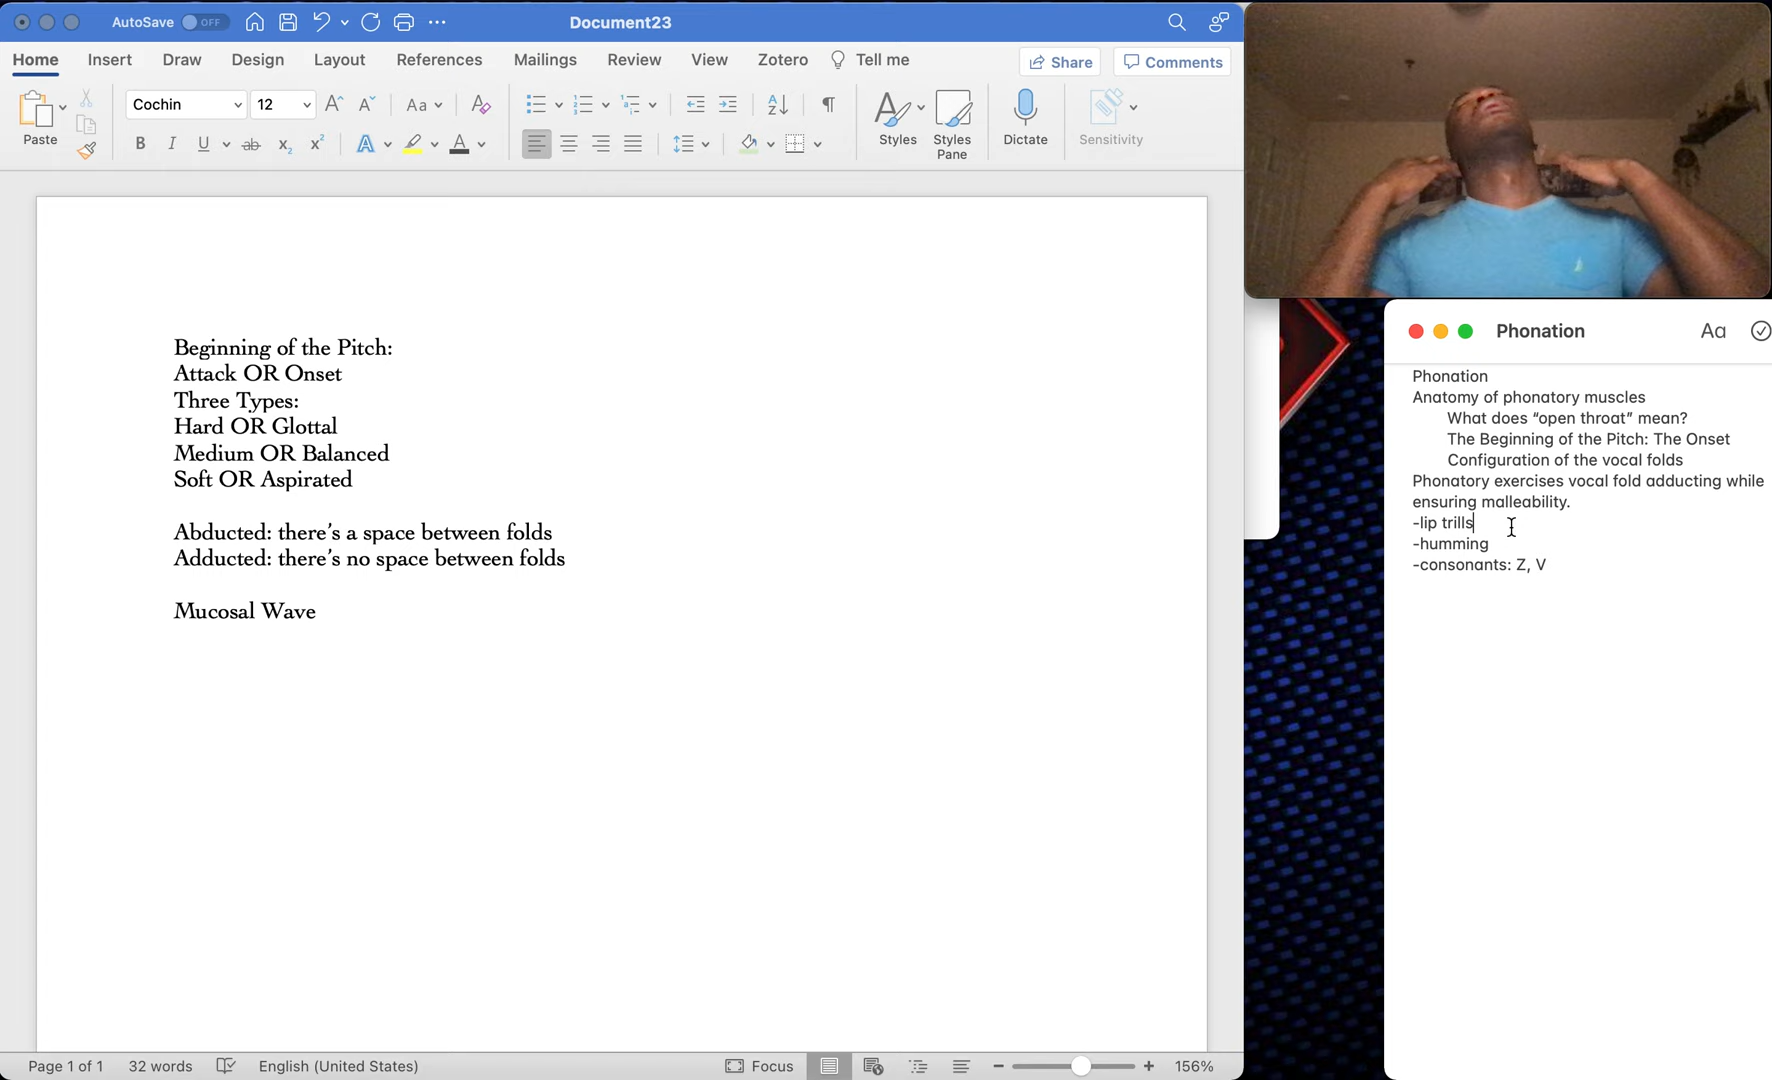 AutoSave OFF
Document23
Home Insert Draw Design Layout References Mailings Review View Zotero Tell me
Share Comments
Paste
Cochin 12
Aa
Styles
Styles Pane
Dictate
Sensitivity
Beginning of the Pitch:
Attack OR Onset
Three Types:
Hard OR Glottal
Medium OR Balanced
Soft OR Aspirated
Abducted: there’s a space between folds
Adducted: there’s no space between folds
Mucosal Wave
Page 1 of 1 32 words English (United States) Focus 156%
Phonation Aa
Phonation
Anatomy of phonatory muscles
What does “open throat” mean?
The Beginning of the Pitch: The Onset
Configuration of the vocal folds
Phonatory exercises vocal fold adducting while
ensuring malleability.
-lip trills
-humming
-consonants: Z, V